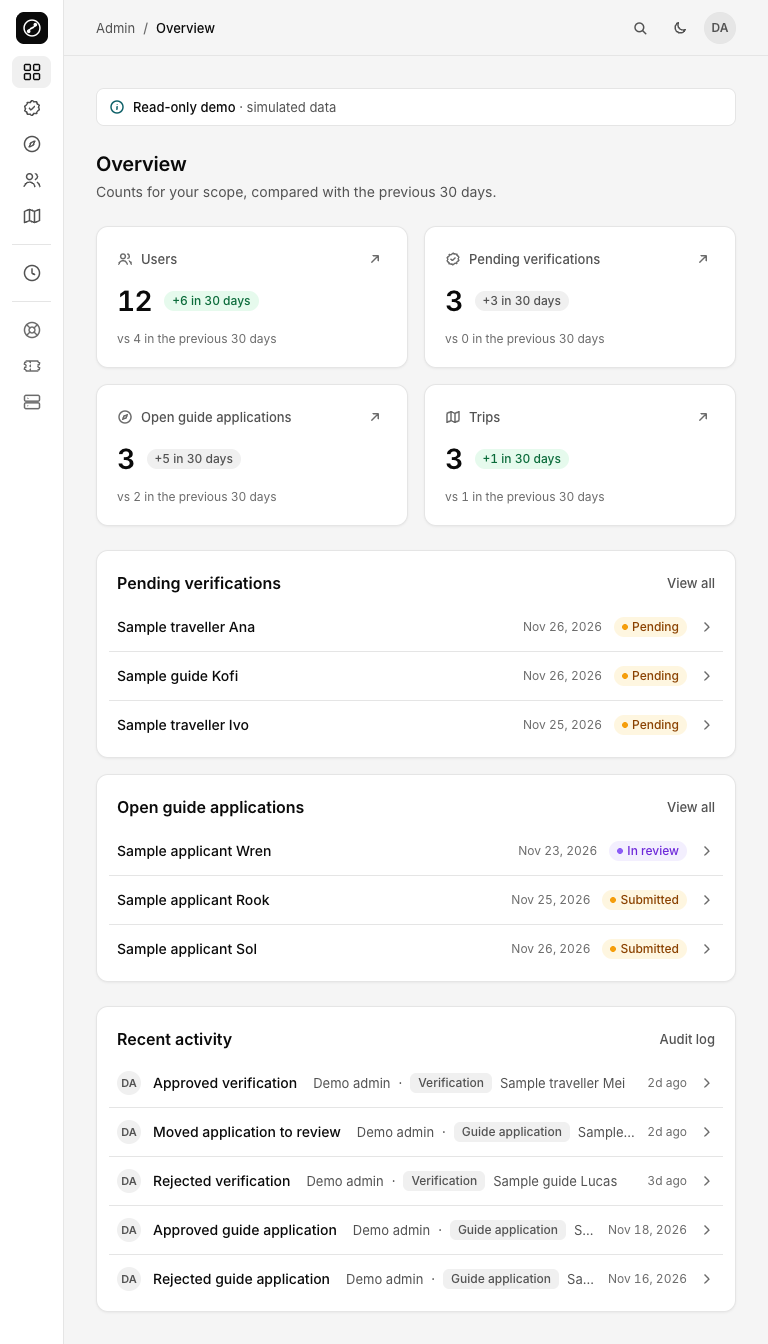 Admin / Overview
DA
Read-only demo · simulated data
Overview
Counts for your scope, compared with the previous 30 days.
Users
12 +6 in 30 days
vs 4 in the previous 30 days
Pending verifications
3 +3 in 30 days
vs 0 in the previous 30 days
Open guide applications
3 +5 in 30 days
vs 2 in the previous 30 days
Trips
3 +1 in 30 days
vs 1 in the previous 30 days
Pending verifications View all
Sample traveller Ana Nov 26, 2026 Pending
Sample guide Kofi Nov 26, 2026 Pending
Sample traveller Ivo Nov 25, 2026 Pending
Open guide applications View all
Sample applicant Wren Nov 23, 2026 In review
Sample applicant Rook Nov 25, 2026 Submitted
Sample applicant Sol Nov 26, 2026 Submitted
Recent activity Audit log
DA Approved verification Demo admin · Verification Sample traveller Mei 2d ago
DA Moved application to review Demo admin · Guide application Sample... 2d ago
DA Rejected verification Demo admin · Verification Sample guide Lucas 3d ago
DA Approved guide application Demo admin · Guide application S... Nov 18, 2026
DA Rejected guide application Demo admin · Guide application Sa... Nov 16, 2026